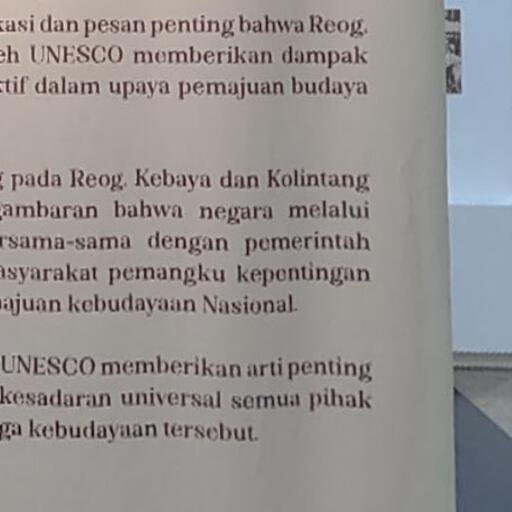 kasi dan pesan penting bahwa Reog,
eh UNESCO memberikan dampak
ktif dalam upaya pemajuan budaya
g pada Reog, Kebaya dan Kolintang
gambaran bahwa negara melalui
rsama-sama dengan pemerintah
asyarakat pemangku kepentingan
ajuan kebudayaan Nasional.
UNESCO memberikan arti penting
kesadaran universal semua pihak
ga kebudayaan tersebut.